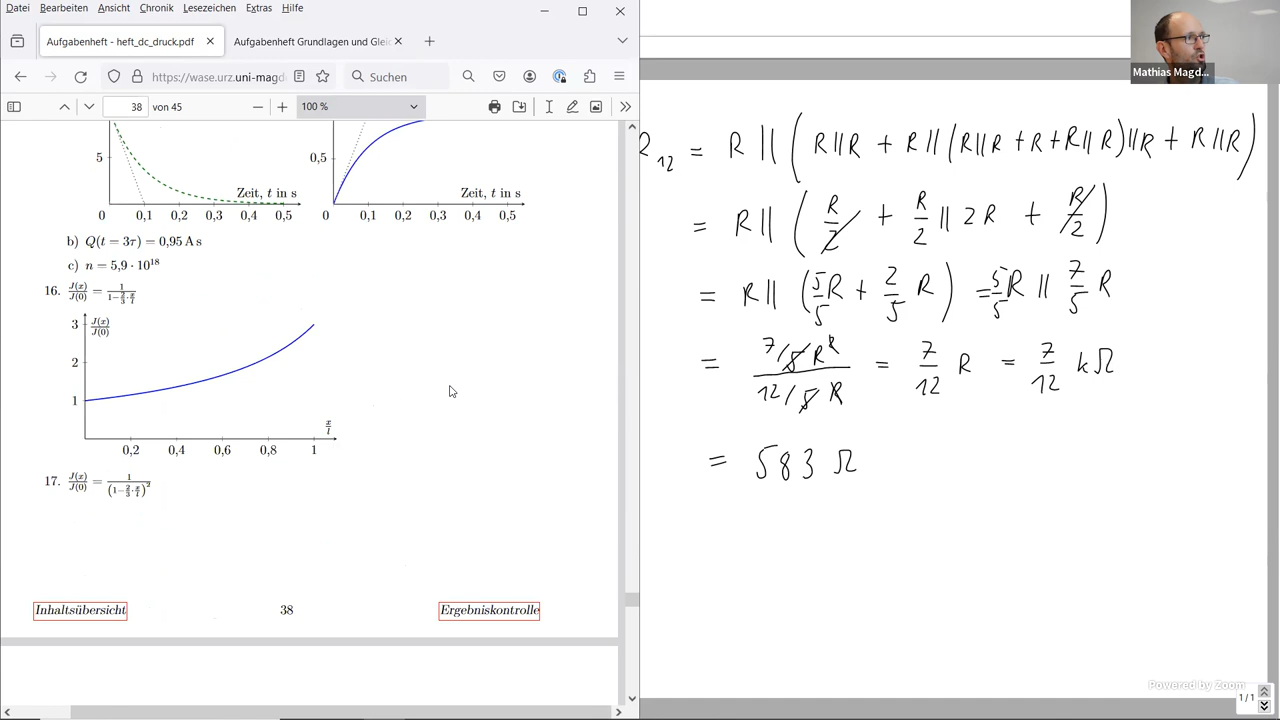 Datei Bearbeiten Ansicht Chronik Lesezeichen Extras Hilfe
Aufgabenheft - heft_dc_druck.pdf
Aufgabenheft Grundlagen und Gleic
https://wase.urz.uni-magd
Suchen
38 von 45
100 %
5
Zeit, t in s
0 0,1 0,2 0,3 0,4 0,5
0,5
Zeit, t in s
0 0,1 0,2 0,3 0,4 0,5
b) Q(t = 3τ) = 0,95 A s
c) n = 5,9 · 10^18
16. J(x)/J(0) = 1/(1−2/3·x/l)
3 J(x)/J(0)
2
1
x/l
0,2 0,4 0,6 0,8 1
17. J(x)/J(0) = 1/(1−2/3·x/l)^2
Inhaltsübersicht 38 Ergebniskontrolle
Mathias Magd...
R12 = R || (R||R + R||(R||R + R + R||R)||R + R||R)
= R|| (R/2 + R/2 || 2R + R/2)
= R|| (5/5 R + 2/5 R) = 5/5 R || 7/5 R
= (7/5 R²)/(12/5 R) = 7/12 R = 7/12 kΩ
= 583 Ω
Powered by Zoom
1/1